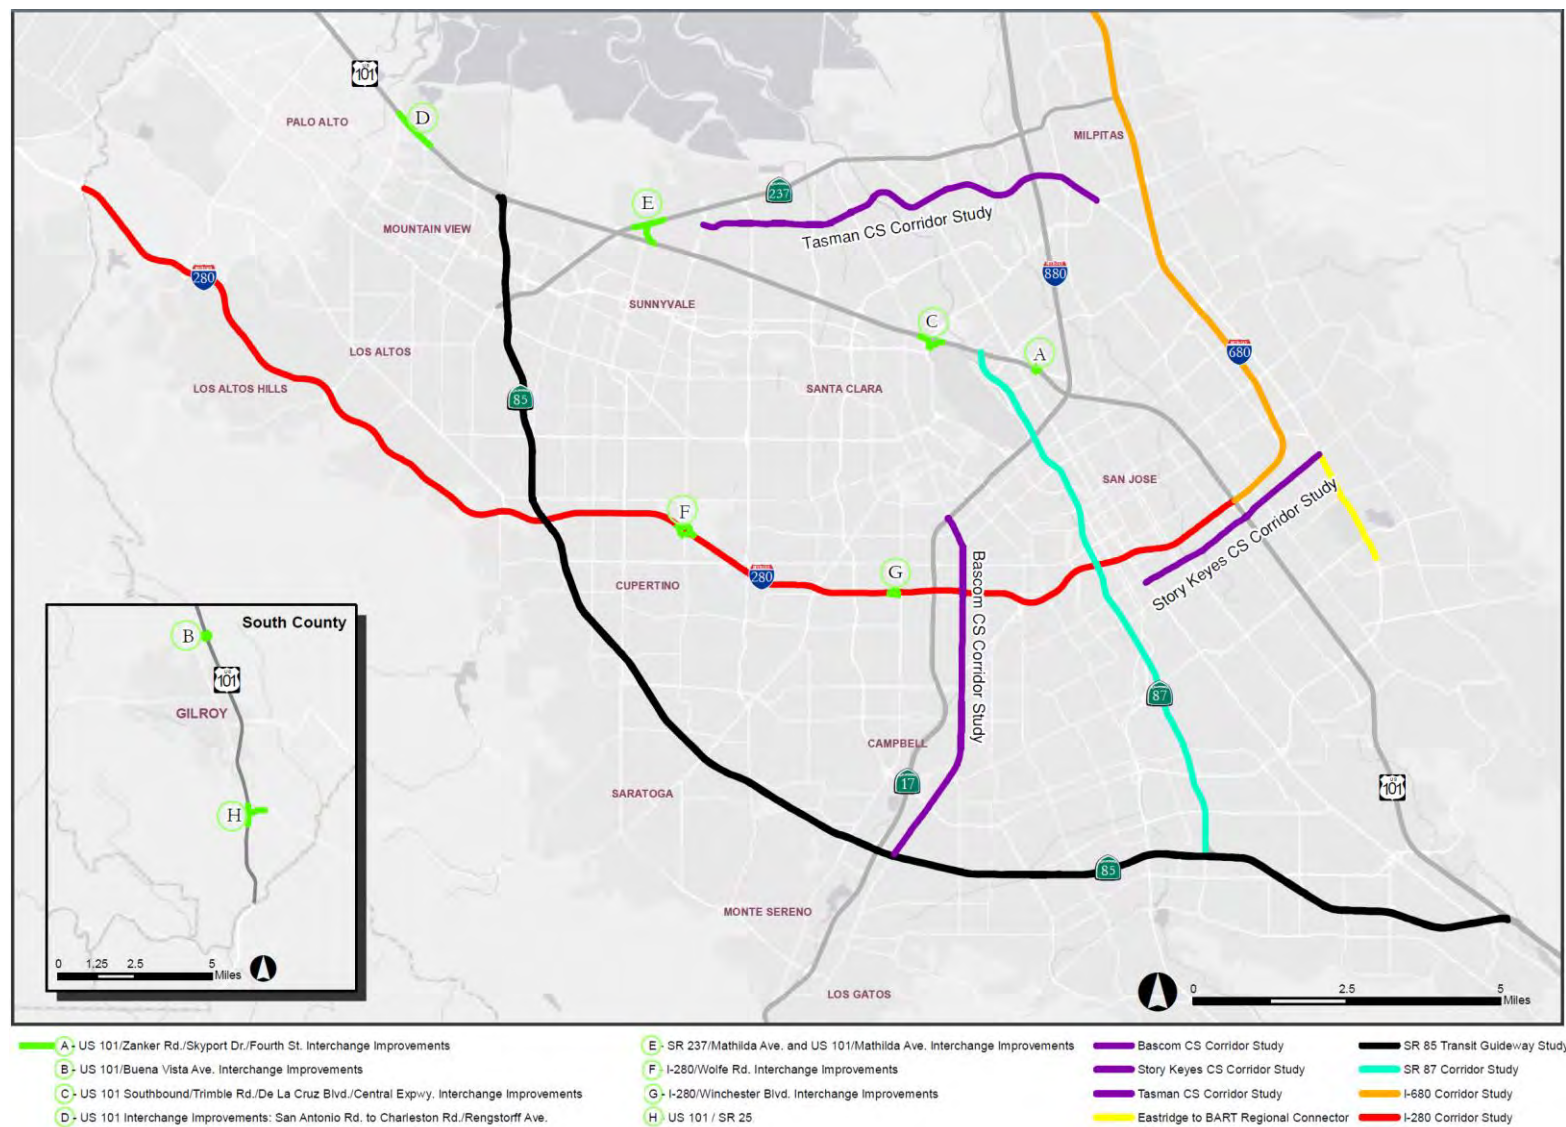 US
101
PALO ALTO
D
MILPITAS
237
E
280
MOUNTAIN VIEW
Tasman CS Corridor Study
880
SUNNYVALE
C
A
LOS ALTOS
680
LOS ALTOS HILLS
85
SANTA CLARA
SAN JOSE
F
Story Keyes CS Corridor Study
G
280
CUPERTINO
Bascom CS Corridor Study
87
CAMPBELL
17
SARATOGA
US
101
85
MONTE SERENO
LOS GATOS
South County
B
US
101
GILROY
H
0 1.25 2.5 5
Miles
0 2.5 5
Miles
A - US 101/Zanker Rd./Skyport Dr./Fourth St. Interchange Improvements
B - US 101/Buena Vista Ave. Interchange Improvements
C - US 101 Southbound/Trimble Rd./De La Cruz Blvd./Central Expwy. Interchange Improvements
D - US 101 Interchange Improvements: San Antonio Rd. to Charleston Rd./Rengstorff Ave.
E - SR 237/Mathilda Ave. and US 101/Mathilda Ave. Interchange Improvements
F - I-280/Wolfe Rd. Interchange Improvements
G - I-280/Winchester Blvd. Interchange Improvements
H - US 101 / SR 25
Bascom CS Corridor Study
Story Keyes CS Corridor Study
Tasman CS Corridor Study
Eastridge to BART Regional Connector
SR 85 Transit Guideway Study
SR 87 Corridor Study
I-680 Corridor Study
I-280 Corridor Study